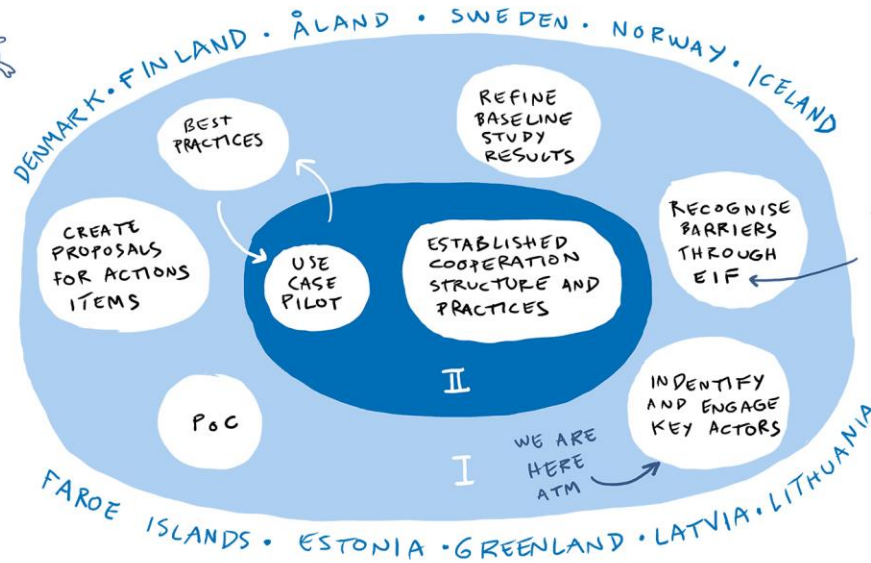 DENMARK • FINLAND • ÅLAND • SWEDEN • NORWAY • ICELAND
BEST
PRACTICES
REFINE
BASELINE
STUDY
RESULTS
CREATE
PROPOSALS
FOR ACTIONS
ITEMS
USE
CASE
PILOT
ESTABLISHED
COOPERATION
STRUCTURE AND
PRACTICES
RECOGNISE
BARRIERS
THROUGH
EIF
II
PoC
INDENTIFY
AND ENGAGE
KEY ACTORS
I
WE ARE
HERE
ATM
FAROE ISLANDS • ESTONIA • GREENLAND • LATVIA • LITHUANIA